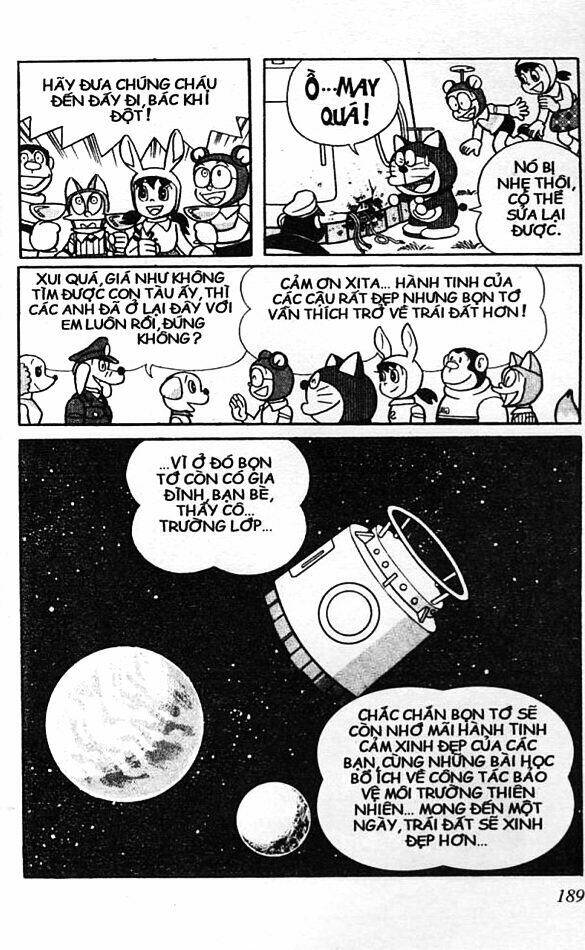 HÃY ĐƯA CHÚNG CHÁU
ĐẾN ĐẤY ĐI, BÁC KHỈ
ĐỘT!
Ồ...MAY
QUÁ!
NÓ BỊ
NHẸ THÔI,
CÓ THỂ
SỬA LẠI
ĐƯỢC.
XUI QUÁ, GIÁ NHƯ KHÔNG
TÌM ĐƯỢC CON TÀU ẤY, THÌ
CÁC ANH ĐÃ Ở LẠI ĐÂY VỚI
EM LUÔN RỒI, ĐÚNG
KHÔNG?
CẢM ƠN XITA... HÀNH TINH CỦA
CÁC CẬU RẤT ĐẸP NHƯNG BỌN TỚ
VẪN THÍCH TRỞ VỀ TRÁI ĐẤT HƠN!
...VÌ Ở ĐÓ BỌN
TỚ CÒN CÓ GIA
ĐÌNH, BẠN BÈ,
THẦY CÔ...
TRƯỜNG LỚP...
CHẮC CHẮN BỌN TỚ SẼ
CÒN NHỚ MÃI HÀNH TINH
CẢM XINH ĐẸP CỦA CÁC
BẠN, CÙNG NHỮNG BÀI HỌC
BỔ ÍCH VỀ CÔNG TÁC BẢO
VỆ MÔI TRƯỜNG THIÊN
NHIÊN... MONG ĐẾN MỘT
NGÀY, TRÁI ĐẤT SẼ XINH
ĐẸP HƠN...
189